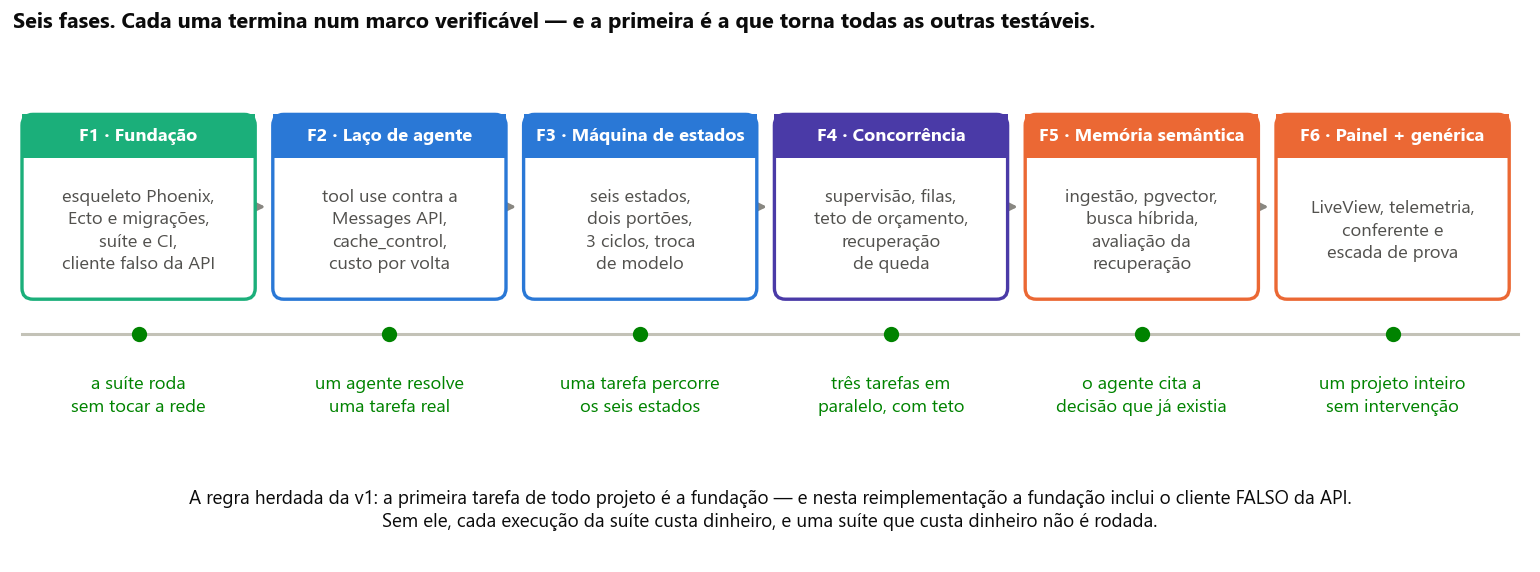 Seis fases. Cada uma termina num marco verificável — e a primeira é a que torna todas as outras testáveis.
F1 · Fundação
esqueleto Phoenix,
Ecto e migrações,
suíte e CI,
cliente falso da API
F2 · Laço de agente
tool use contra a
Messages API,
cache_control,
custo por volta
F3 · Máquina de estados
seis estados,
dois portões,
3 ciclos, troca
de modelo
F4 · Concorrência
supervisão, filas,
teto de orçamento,
recuperação
de queda
F5 · Memória semântica
ingestão, pgvector,
busca híbrida,
avaliação da
recuperação
F6 · Painel + genérica
LiveView, telemetria,
conferente e
escada de prova
a suíte roda
sem tocar a rede
um agente resolve
uma tarefa real
uma tarefa percorre
os seis estados
três tarefas em
paralelo, com teto
o agente cita a
decisão que já existia
um projeto inteiro
sem intervenção
A regra herdada da v1: a primeira tarefa de todo projeto é a fundação — e nesta reimplementação a fundação inclui o cliente FALSO da API.
Sem ele, cada execução da suíte custa dinheiro, e uma suíte que custa dinheiro não é rodada.